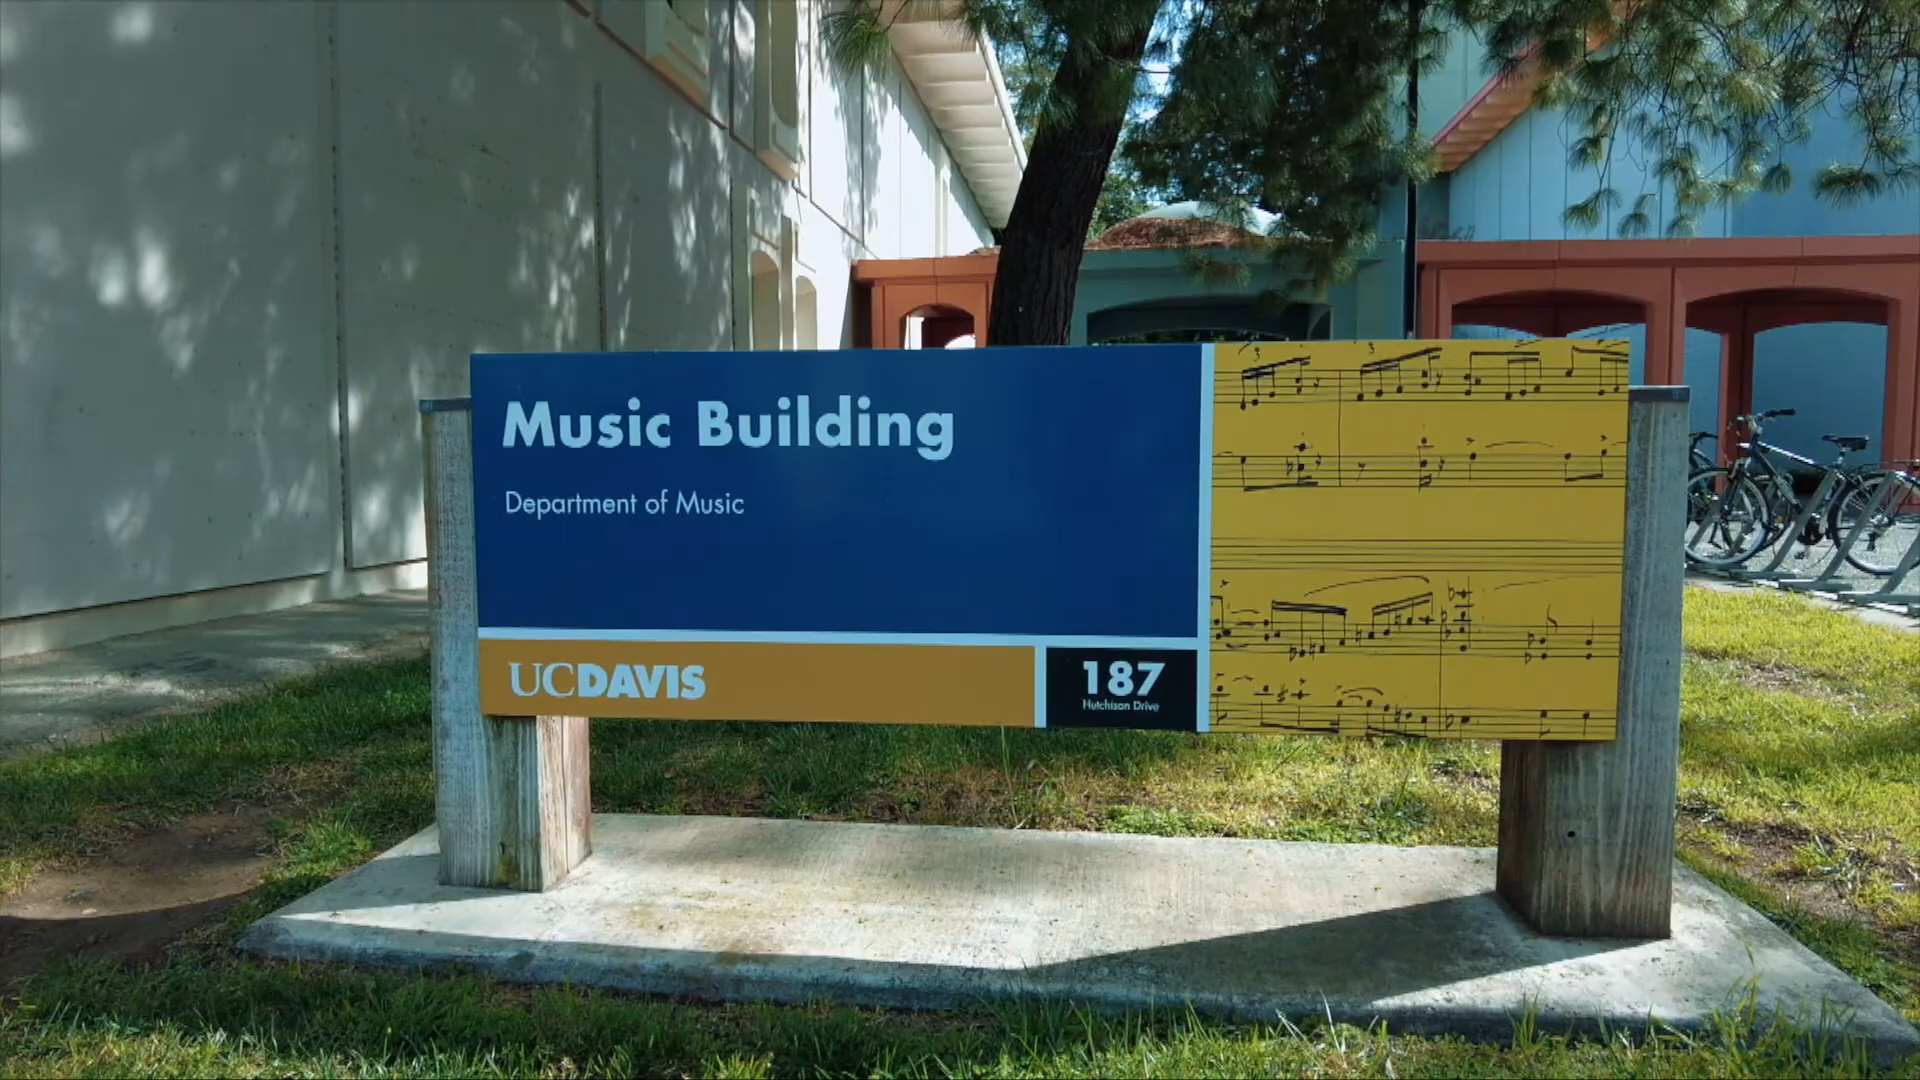 Music Building
Department of Music
UCDAVIS
187
Hutchison Drive